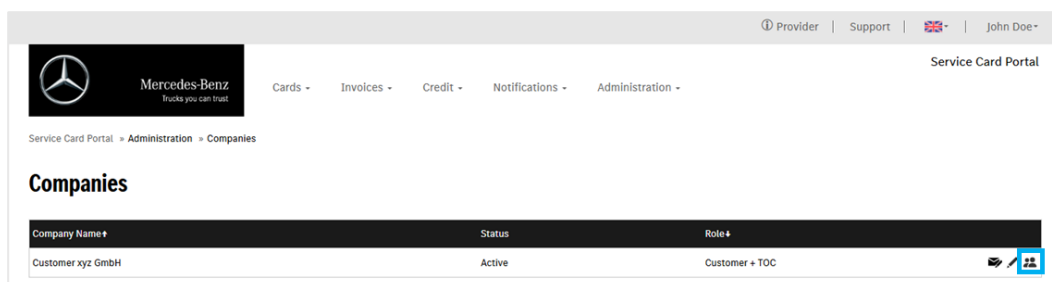 Provider | Support | John Doe
Service Card Portal
Mercedes-Benz
Trucks you can trust
Cards Invoices Credit Notifications Administration
Service Card Portal » Administration » Companies
Companies
Company Name Status Role
Customer xyz GmbH Active Customer + TOC